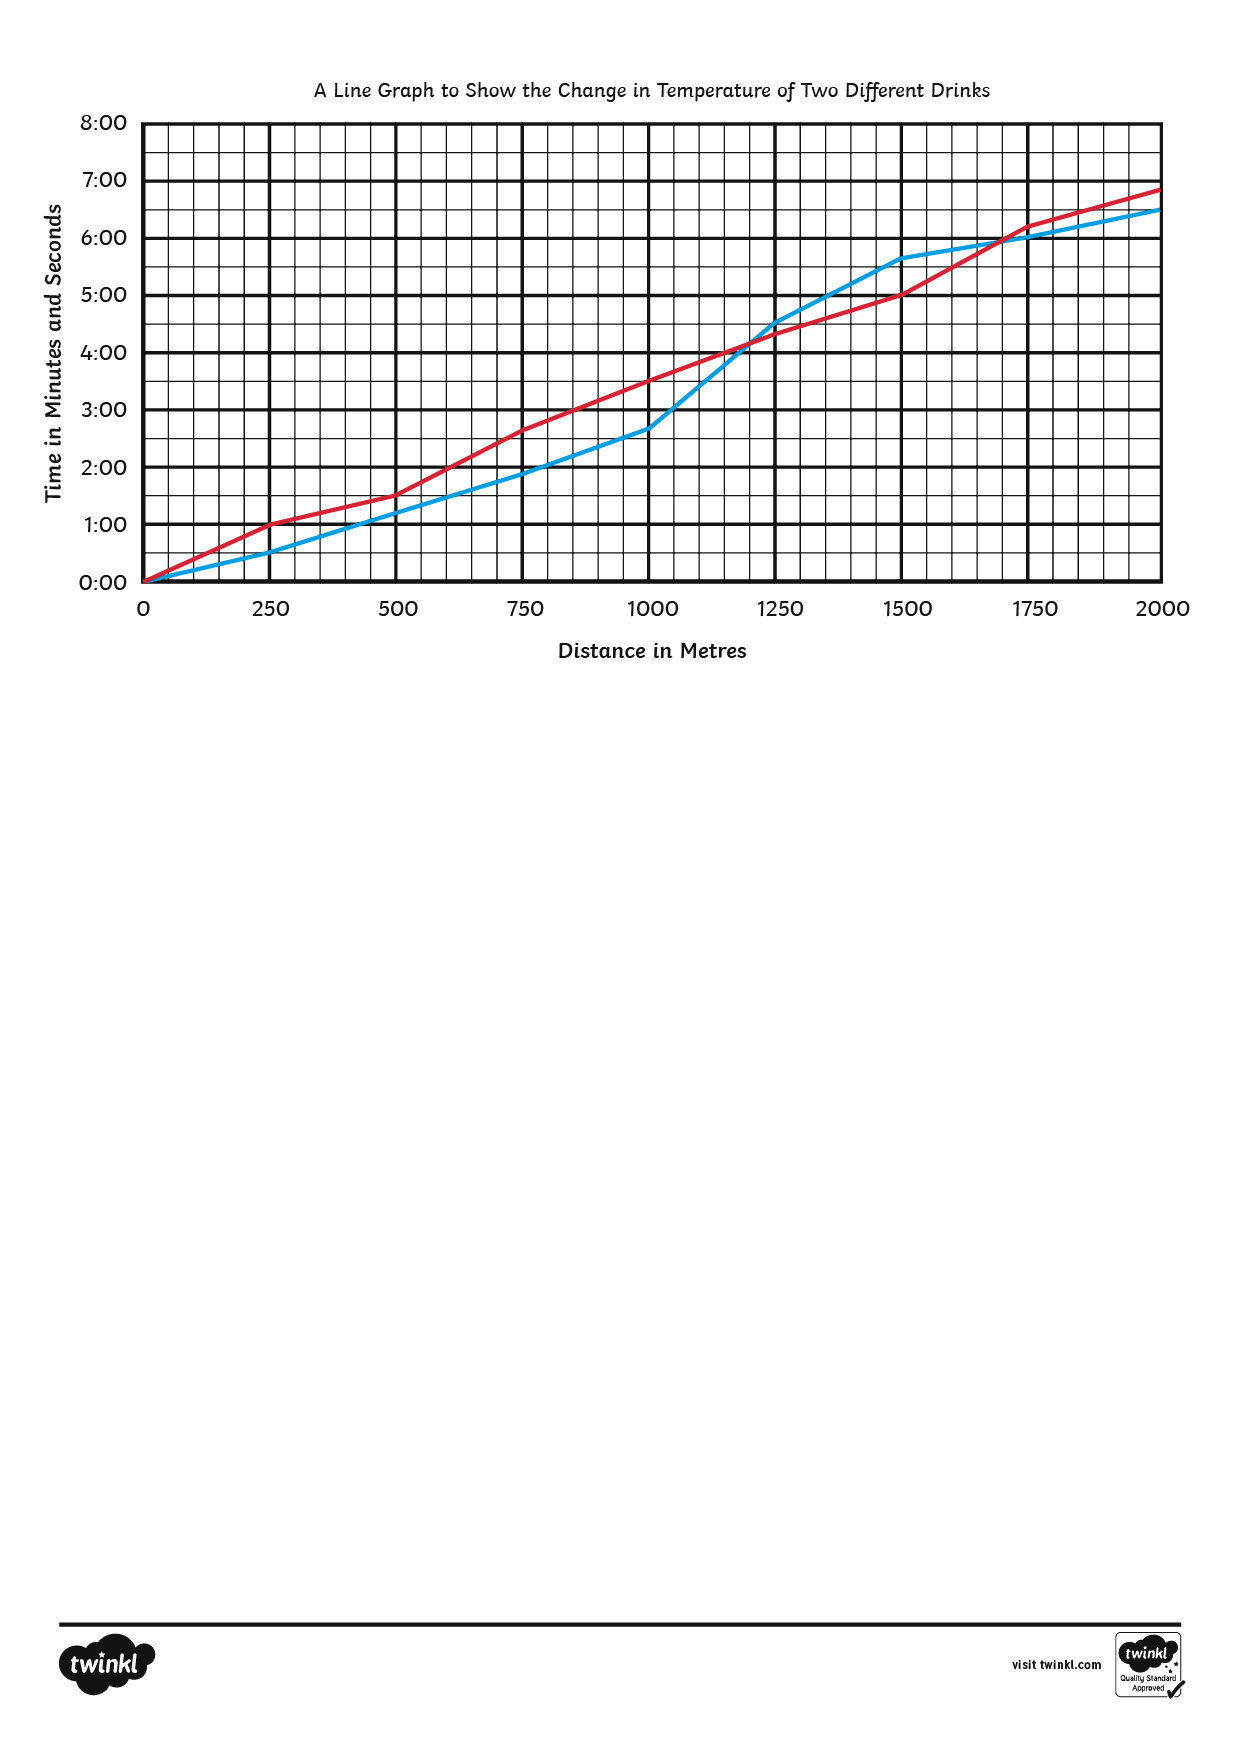 A Line Graph to Show the Change in Temperature of Two Different Drinks
8:00
7:00
6:00
5:00
4:00
3:00
2:00
1:00
0:00
Time in Minutes and Seconds
0 250 500 750 1000 1250 1500 1750 2000
Distance in Metres
twinkl
visit twinkl.com
twinkl
Quality Standard
Approved